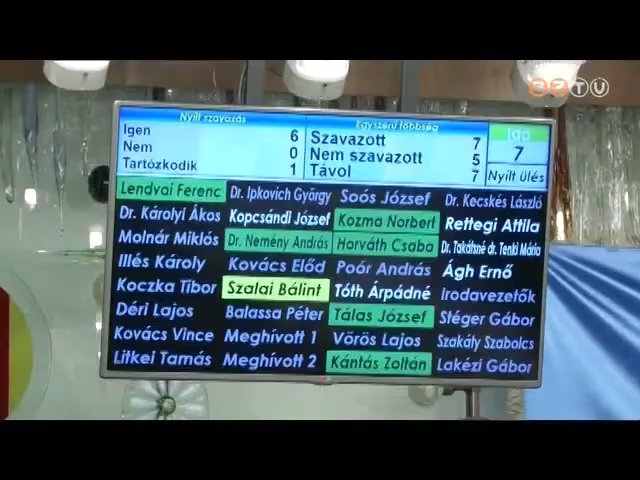 SZTV
Nyílt szavazás
Igen 6
Nem 0
Tartózkodik 1
Egyszerű többség
Szavazott 7
Nem szavazott 5
Távol 7
7
Nyílt ülés
Lendvai Ferenc Dr. Ipkovich György Soós József Dr. Kecskés László
Dr. Károlyi Ákos Kopcsándi József Kozma Norbert Rettegi Attila
Molnár Miklós Dr. Nemény András Horváth Csaba Dr. Takátsné dr. Tenki Mária
Illés Károly Kovács Előd Poór András Ágh Ernő
Koczka Tibor Szalai Bálint Tóth Árpádné Irodavezetők
Déri Lajos Balassa Péter Tálas József Stéger Gábor
Kovács Vince Meghívott 1 Vörös Lajos Szakály Szabolcs
Litkei Tamás Meghívott 2 Kántás Zoltán Lakézi Gábor